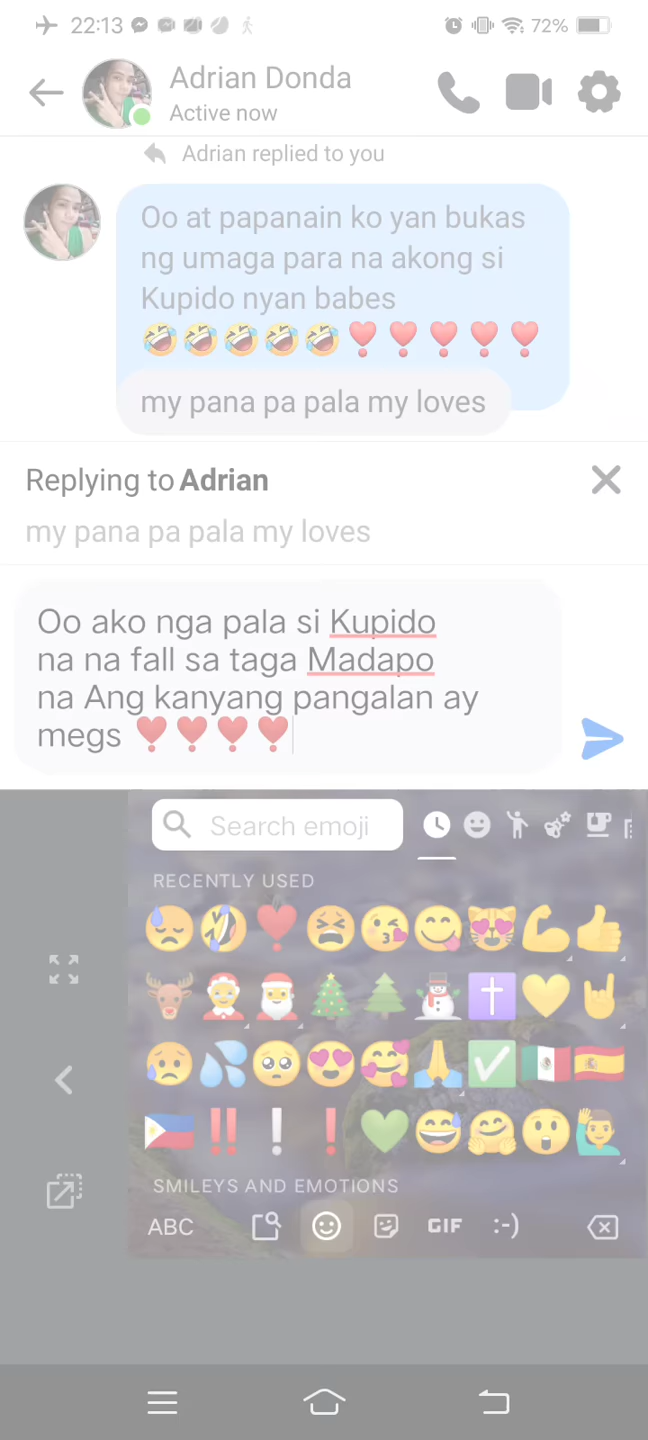 22:13
72%
Adrian Donda
Active now
Adrian replied to you
Oo at papanain ko yan bukas
ng umaga para na akong si
Kupido nyan babes
🤣🤣🤣🤣🤣❣️❣️❣️❣️❣️
my pana pa pala my loves
Replying to Adrian
my pana pa pala my loves
Oo ako nga pala si Kupido
na na fall sa taga Madapo
na Ang kanyang pangalan ay
megs ❣️❣️❣️❣️
Search emoji
RECENTLY USED
SMILEYS AND EMOTIONS
ABC
GIF
:-)